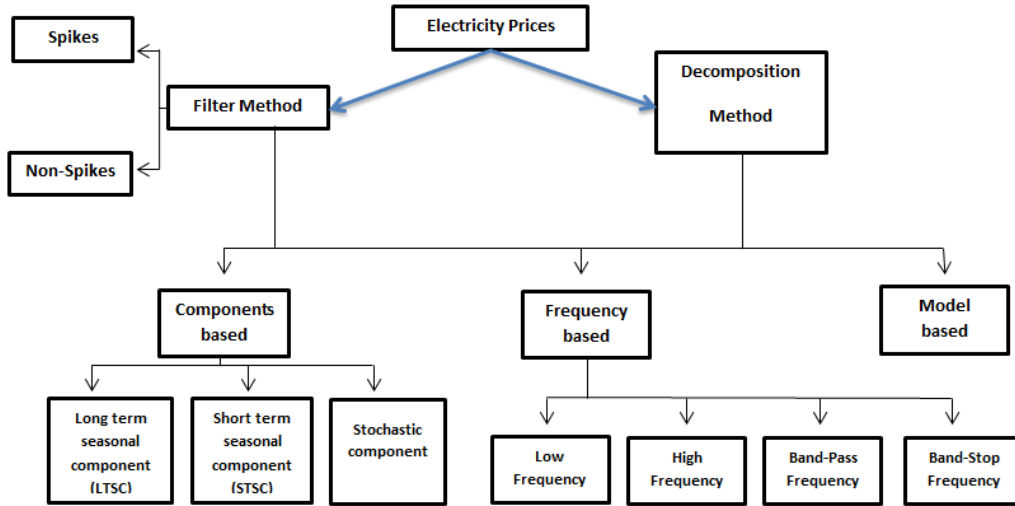 Electricity Prices
Spikes
Filter Method
Non-Spikes
Decomposition
Method
Components
based
Frequency
based
Model
based
Long term
seasonal
component
(LTSC)
Short term
seasonal
component
(STSC)
Stochastic
component
Low
Frequency
High
Frequency
Band-Pass
Frequency
Band-Stop
Frequency